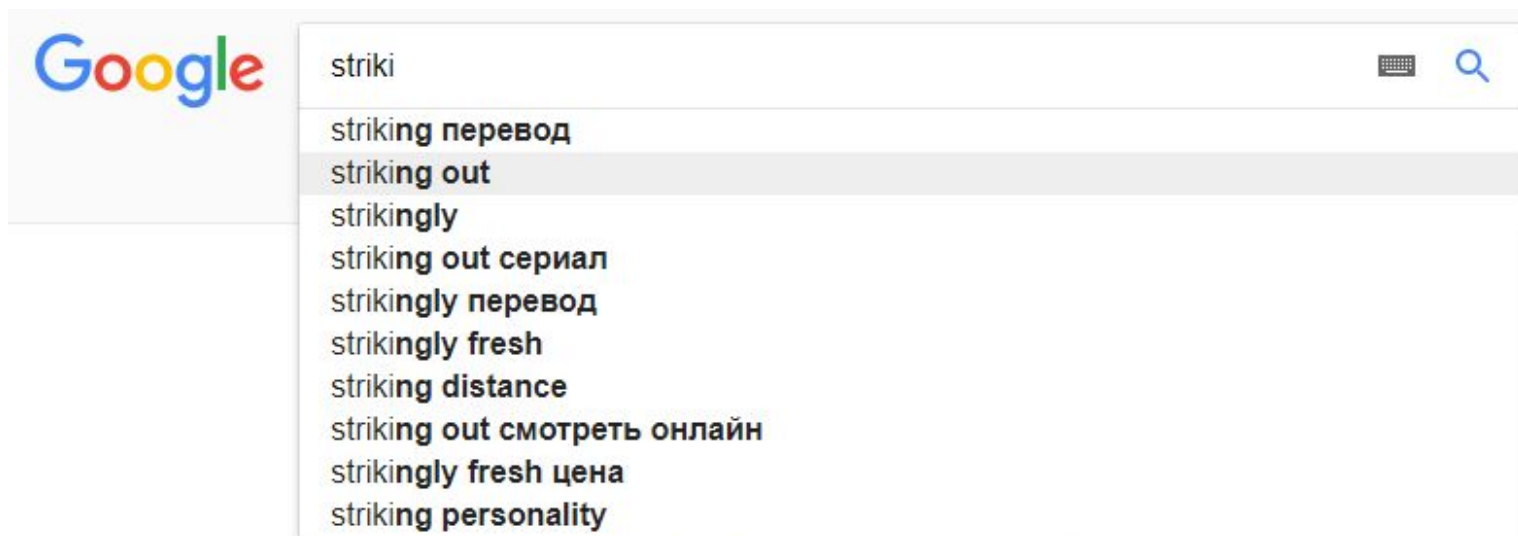 Google
striki
striking перевод
striking out
strikingly
striking out сериал
strikingly перевод
strikingly fresh
striking distance
striking out смотреть онлайн
strikingly fresh цена
striking personality